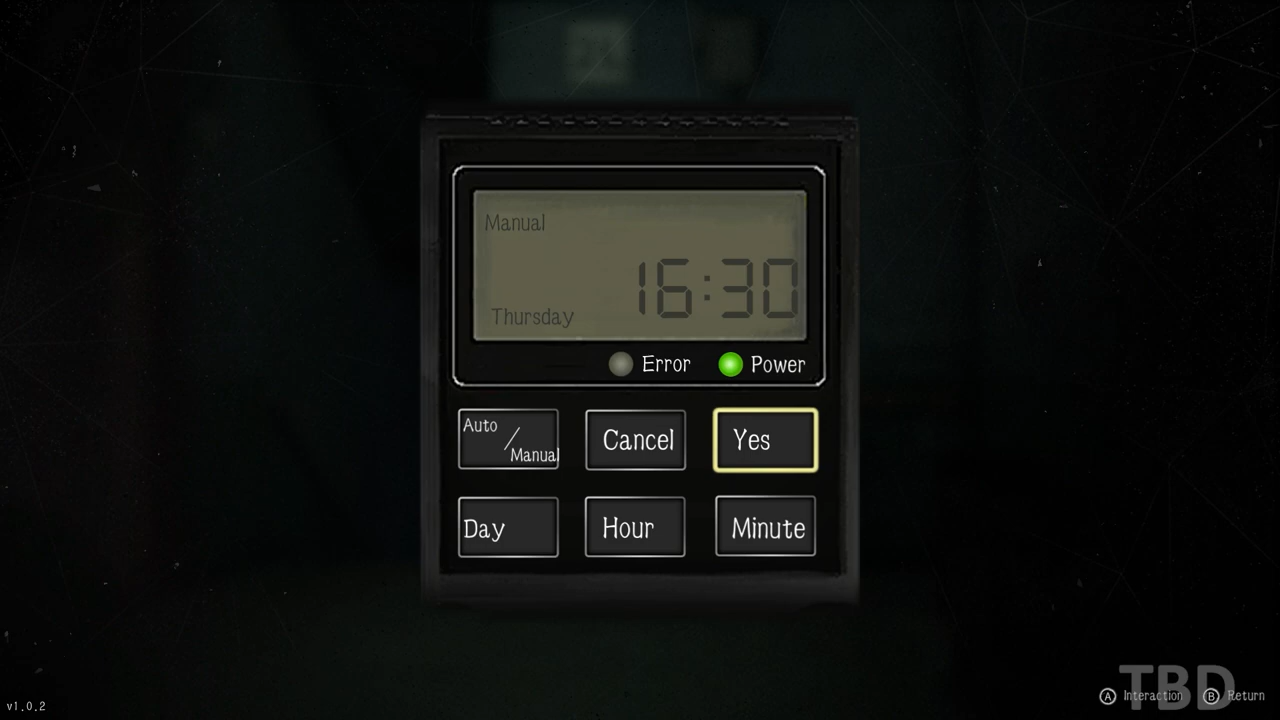 Manual
16:30
Thursday
Error
Power
Auto
/
Manual
Cancel
Yes
Day
Hour
Minute
TBD
A Interaction B Return
v1.0.2